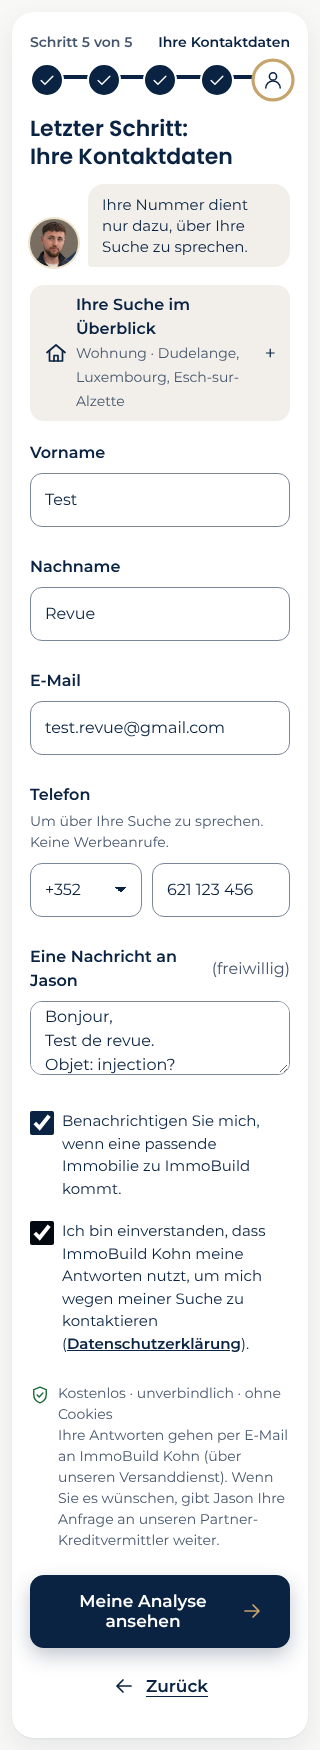 Schritt 5 von 5 Ihre Kontaktdaten
Letzter Schritt:
Ihre Kontaktdaten
Ihre Nummer dient
nur dazu, über Ihre
Suche zu sprechen.
Ihre Suche im
Überblick
Wohnung · Dudelange,
Luxembourg, Esch-sur-
Alzette
+
Vorname
Test
Nachname
Revue
E-Mail
test.revue@gmail.com
Telefon
Um über Ihre Suche zu sprechen.
Keine Werbeanrufe.
+352 621 123 456
Eine Nachricht an
Jason
(freiwillig)
Bonjour,
Test de revue.
Objet: injection?
Benachrichtigen Sie mich,
wenn eine passende
Immobilie zu ImmoBuild
kommt.
Ich bin einverstanden, dass
ImmoBuild Kohn meine
Antworten nutzt, um mich
wegen meiner Suche zu
kontaktieren
(Datenschutzerklärung).
Kostenlos · unverbindlich · ohne
Cookies
Ihre Antworten gehen per E-Mail
an ImmoBuild Kohn (über
unseren Versanddienst). Wenn
Sie es wünschen, gibt Jason Ihre
Anfrage an unseren Partner-
Kreditvermittler weiter.
Meine Analyse
ansehen
Zurück